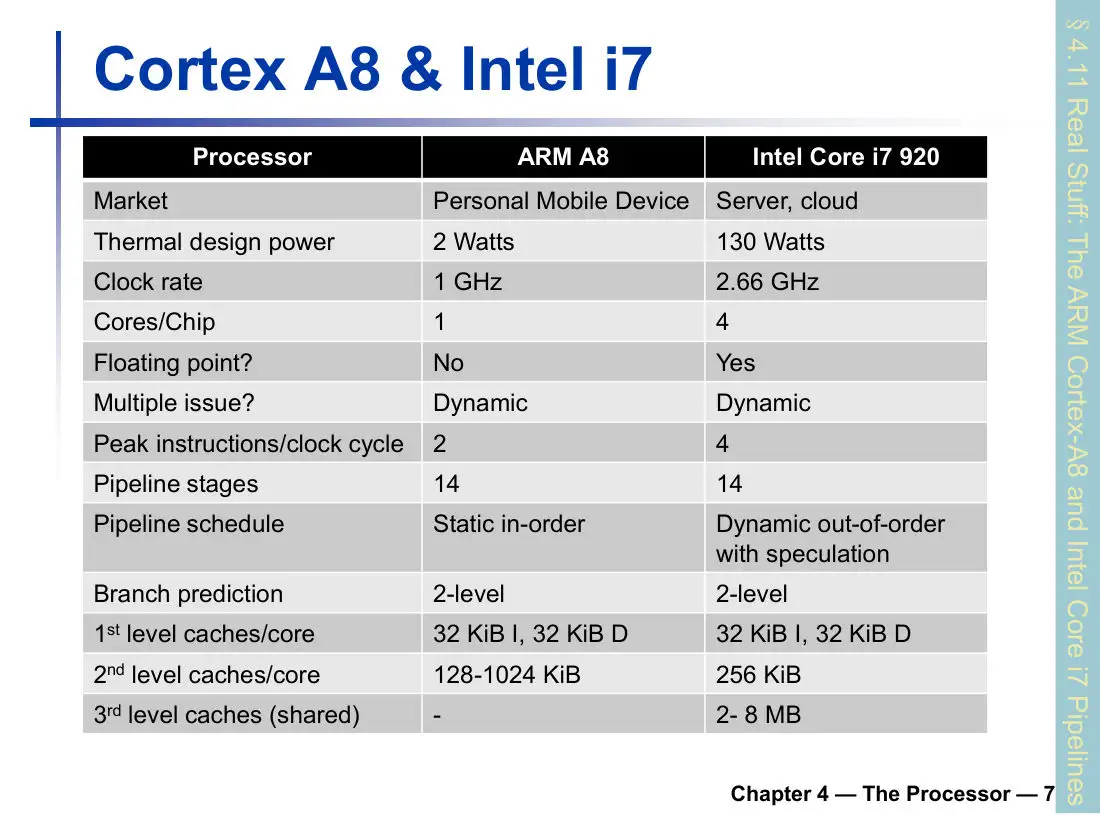 Cortex A8 & Intel i7
Processor ARM A8 Intel Core i7 920
Market Personal Mobile Device Server, cloud
Thermal design power 2 Watts 130 Watts
Clock rate 1 GHz 2.66 GHz
Cores/Chip 1 4
Floating point? No Yes
Multiple issue? Dynamic Dynamic
Peak instructions/clock cycle 2 4
Pipeline stages 14 14
Pipeline schedule Static in-order Dynamic out-of-order
with speculation
Branch prediction 2-level 2-level
1st level caches/core 32 KiB I, 32 KiB D 32 KiB I, 32 KiB D
2nd level caches/core 128-1024 KiB 256 KiB
3rd level caches (shared) - 2- 8 MB
Chapter 4 — The Processor — 7
§ 4.11 Real Stuff: The ARM Cortex-A8 and Intel Core i7 Pipelines